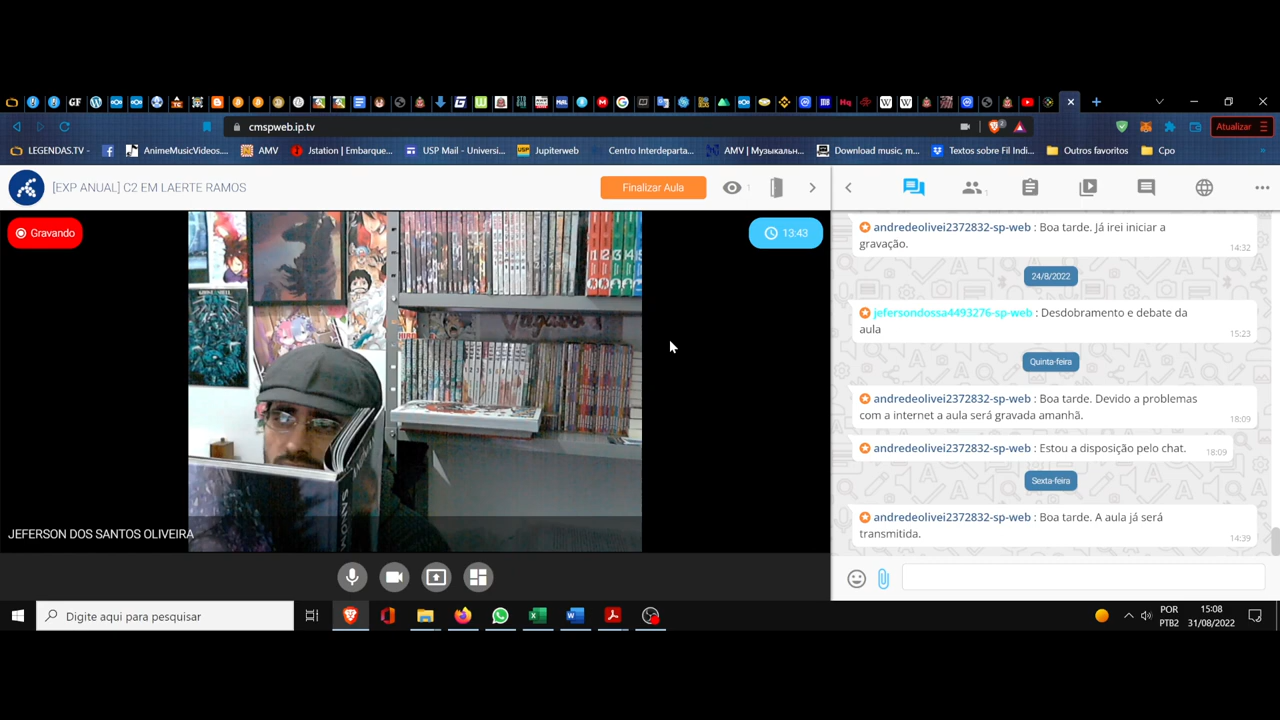 cmspweb.ip.tv
Atualizar
LEGENDAS.TV -
AnimeMusicVideos...
AMV
Jstation | Embarque...
USP Mail - Universi...
Jupiterweb
Centro Interdeparta...
AMV | Музыкальн...
Download music, m...
Textos sobre Fil Indi...
Outros favoritos
Cpo
[EXP ANUAL] C2 EM LAERTE RAMOS
Finalizar Aula
1
1
Gravando
13:43
JEFERSON DOS SANTOS OLIVEIRA
andredeolivei2372832-sp-web : Boa tarde. Já irei iniciar a
gravação.
14:32
24/8/2022
jefersondossa4493276-sp-web : Desdobramento e debate da
aula
15:23
Quinta-feira
andredeolivei2372832-sp-web : Boa tarde. Devido a problemas
com a internet a aula será gravada amanhã.
18:09
andredeolivei2372832-sp-web : Estou a disposição pelo chat.
18:09
Sexta-feira
andredeolivei2372832-sp-web : Boa tarde. A aula já será
transmitida.
14:39
Digite aqui para pesquisar
POR
PTB2
15:08
31/08/2022